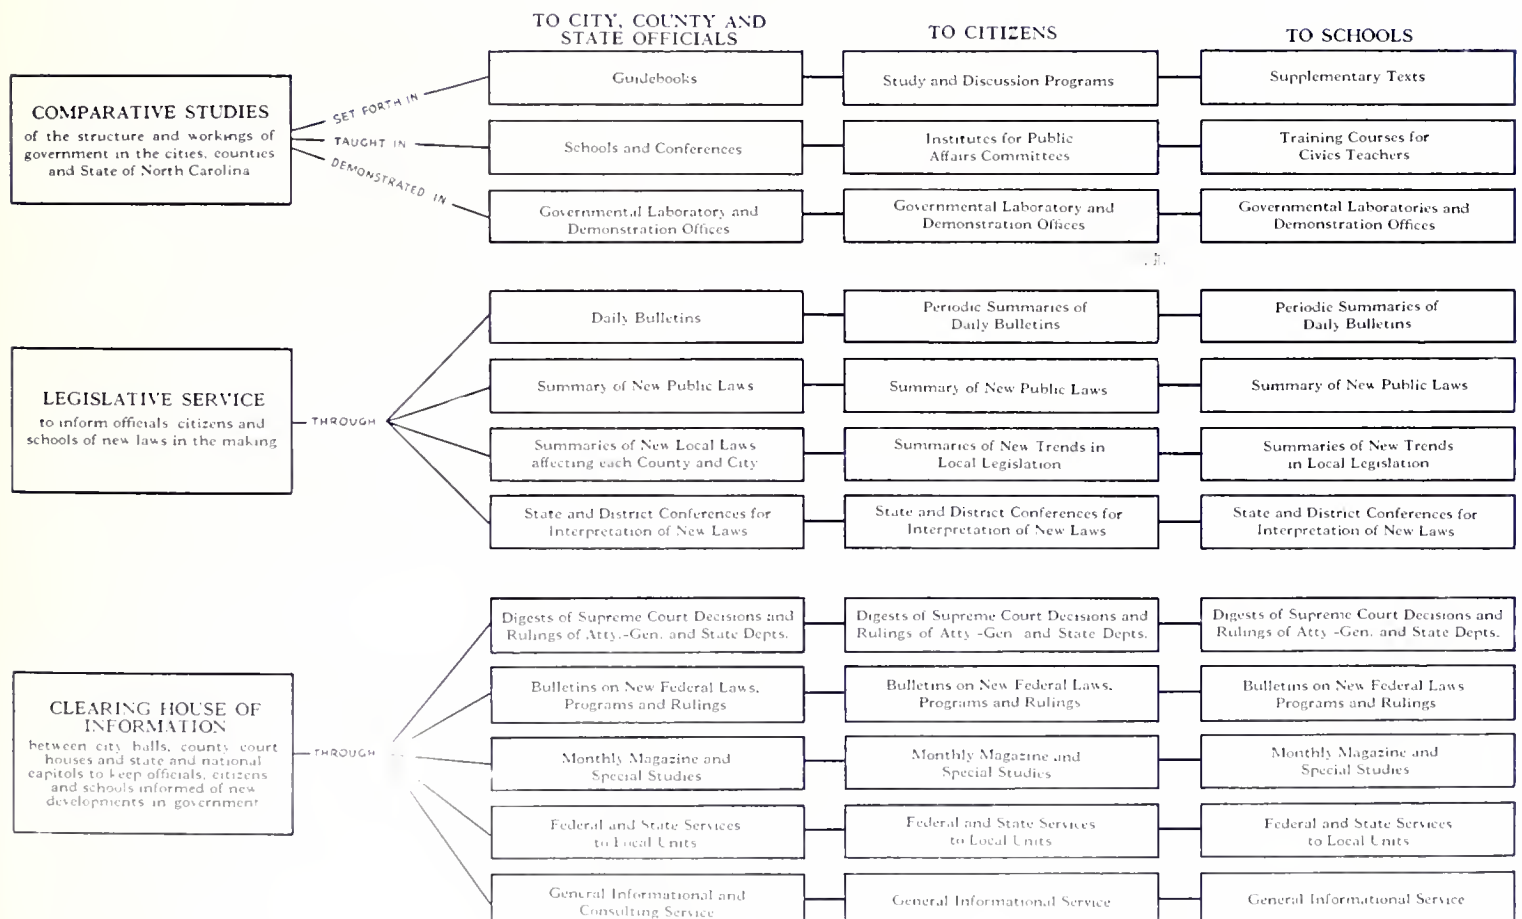 TO CITY, COUNTY AND
STATE OFFICIALS
TO CITIZENS
TO SCHOOLS
COMPARATIVE STUDIES
of the structure and workings of
government in the cities, counties
and State of North Carolina
SET FORTH IN
TAUGHT IN
DEMONSTRATED IN
Guidebooks
Study and Discussion Programs
Supplementary Texts
Schools and Conferences
Institutes for Public
Affairs Committees
Training Courses for
Civics Teachers
Governmental Laboratory and
Demonstration Offices
Governmental Laboratory and
Demonstration Offices
Governmental Laboratories and
Demonstration Offices
LEGISLATIVE SERVICE
to inform officials citizens and
schools of new laws in the making
THROUGH
Daily Bulletins
Periodic Summaries of
Daily Bulletins
Periodic Summaries of
Daily Bulletins
Summary of New Public Laws
Summary of New Public Laws
Summary of New Public Laws
Summaries of New Local Laws
affecting each County and City
Summaries of New Trends in
Local Legislation
Summaries of New Trends
in Local Legislation
State and District Conferences for
Interpretation of New Laws
State and District Conferences for
Interpretation of New Laws
State and District Conferences for
Interpretation of New Laws
CLEARING HOUSE OF
INFORMATION
between city halls, county court
houses and state and national
capitols to keep officials, citizens
and schools informed of new
developments in government
THROUGH
Digests of Supreme Court Decisions and
Rulings of Atty.-Gen. and State Depts.
Digests of Supreme Court Decisions and
Rulings of Atty -Gen and State Depts.
Digests of Supreme Court Decisions and
Rulings of Atty -Gen. and State Depts.
Bulletins on New Federal Laws,
Programs and Rulings
Bulletins on New Federal Laws,
Programs and Rulings
Bulletins on New Federal Laws
Programs and Rulings
Monthly Magazine and
Special Studies
Monthly Magazine and
Special Studies
Monthly Magazine and
Special Studies
Federal and State Services
to Local Units
Federal and State Services
to Local Units
Federal and State Services
to Local Units
General Informational and
Consulting Service
General Informational Service
General Informational Service